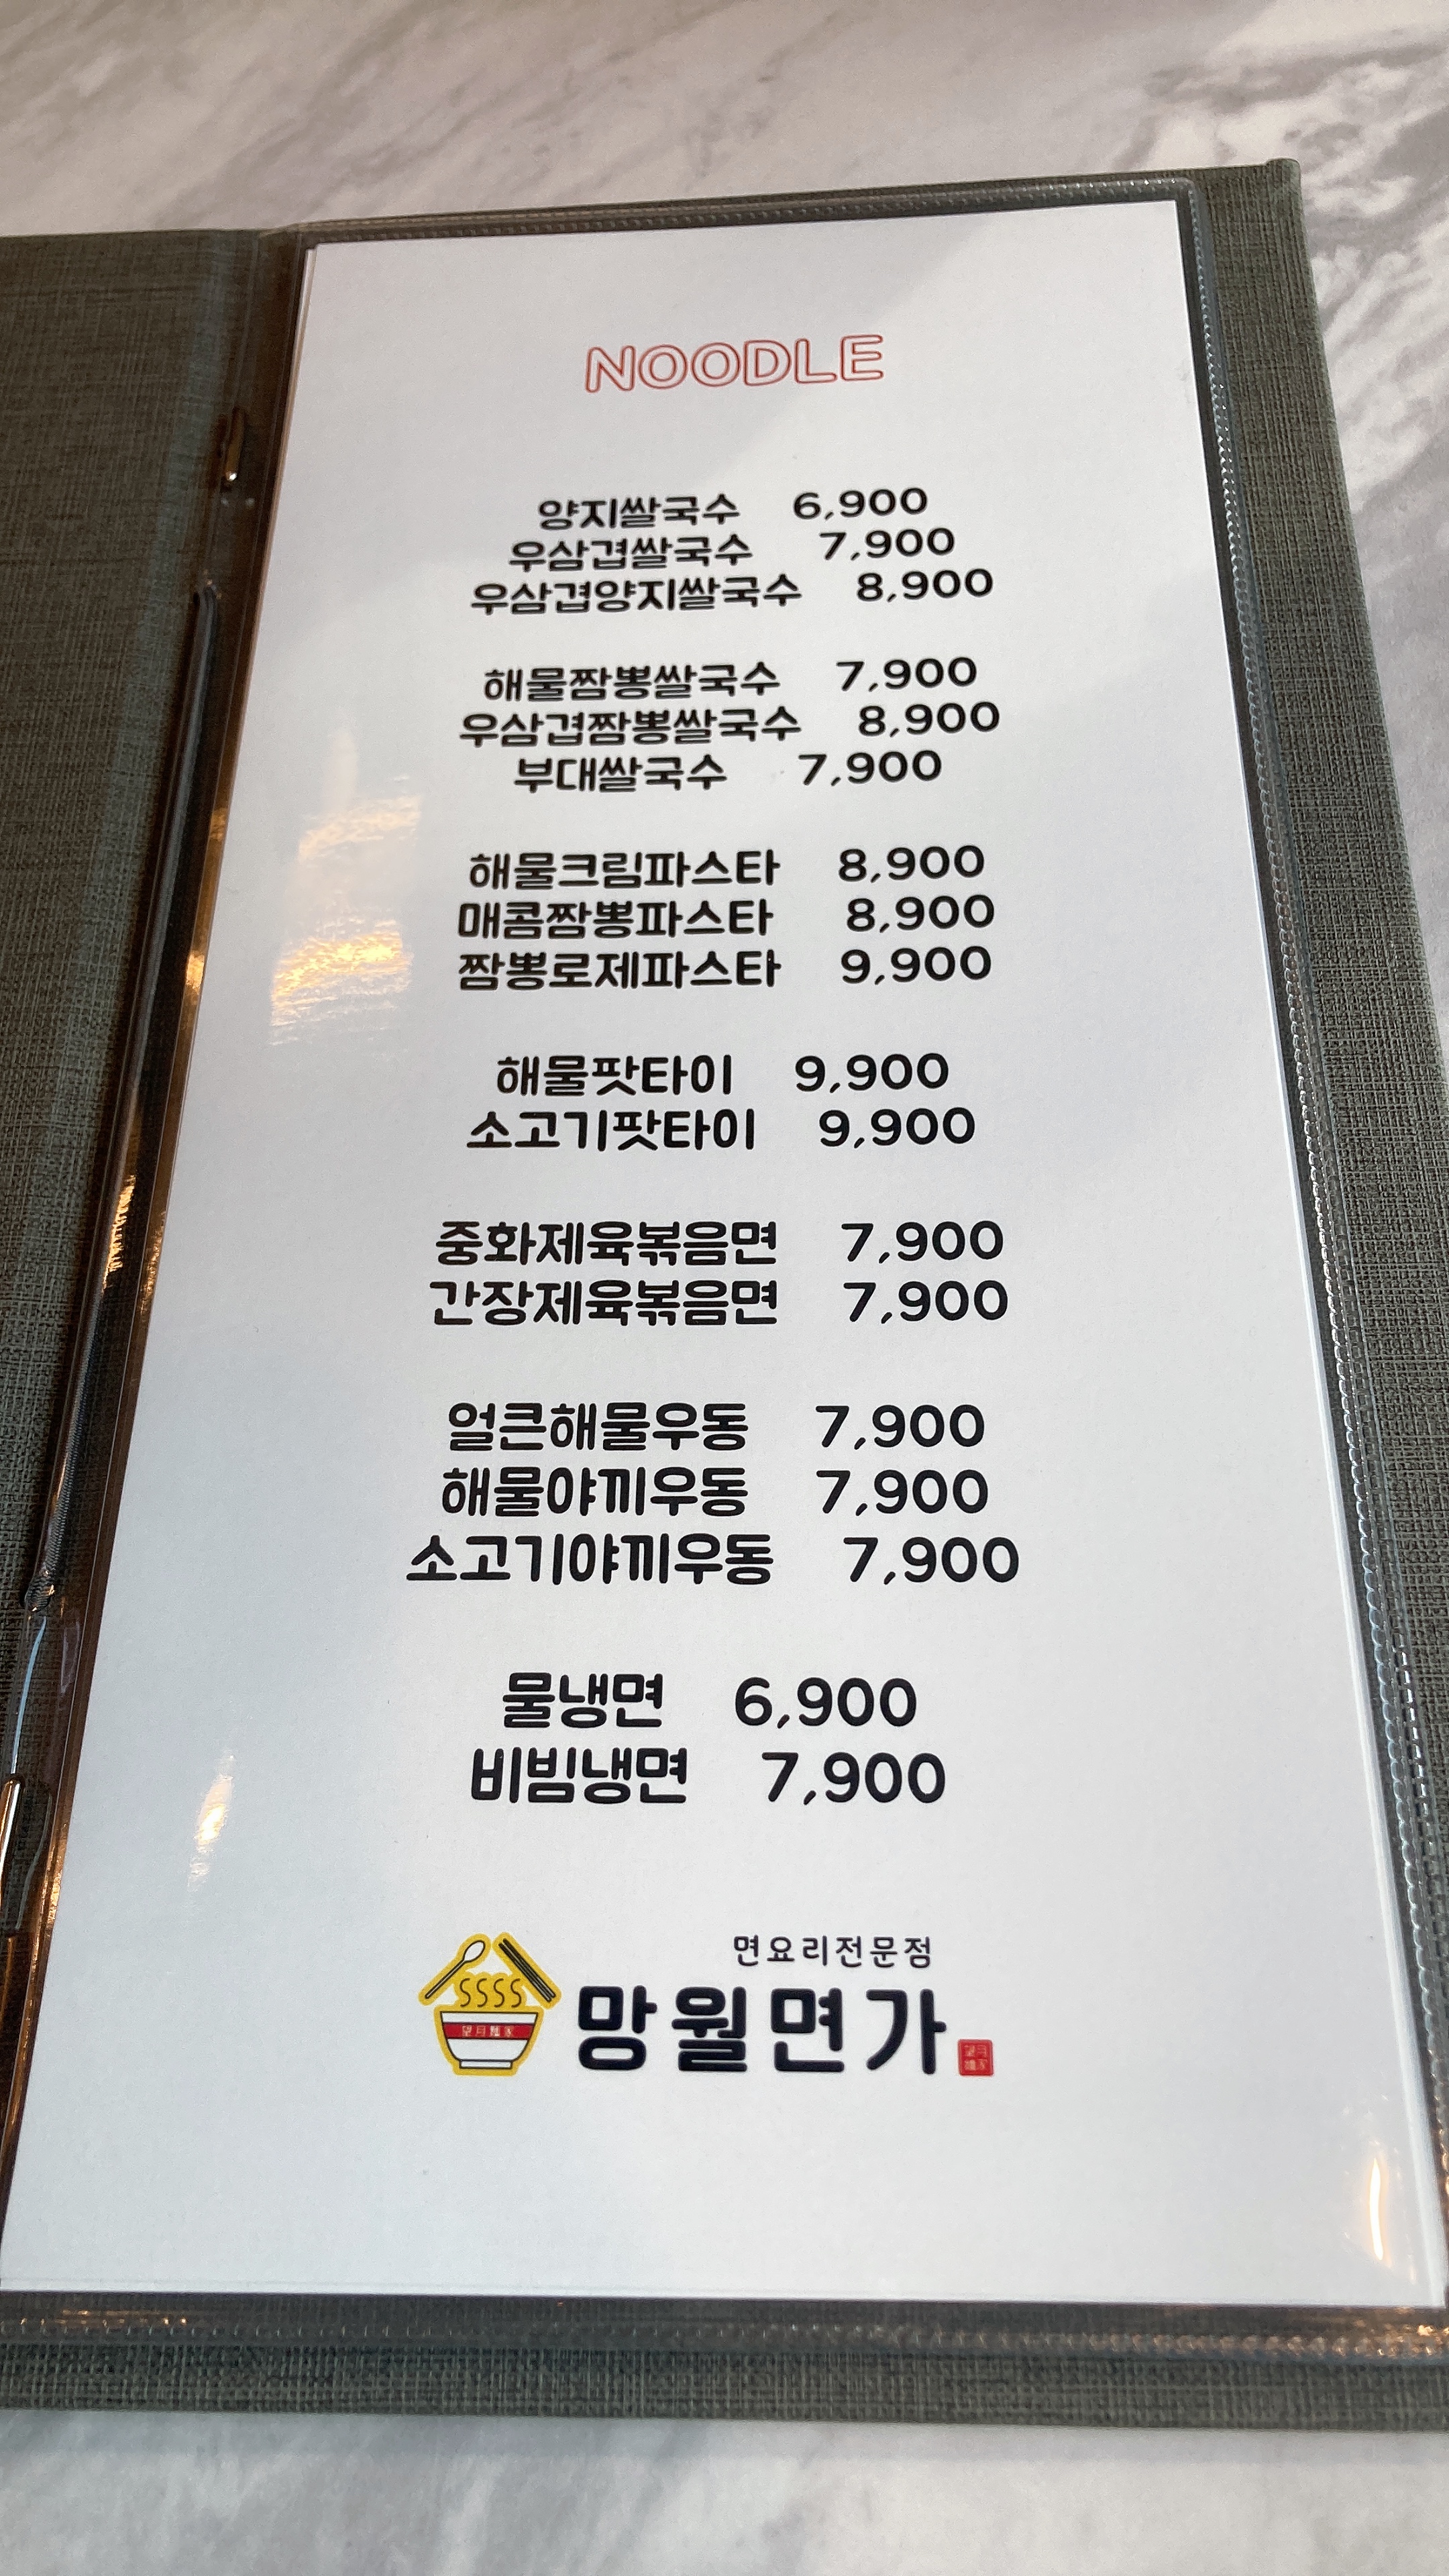 NOODLE
양지쌀국수 6,900
우삼겹쌀국수 7,900
우삼겹양지쌀국수 8,900
해물짬뽕쌀국수 7,900
우삼겹짬뽕쌀국수 8,900
부대쌀국수 7,900
해물크림파스타 8,900
매콤짬뽕파스타 8,900
짬뽕로제파스타 9,900
해물팟타이 9,900
소고기팟타이 9,900
중화제육볶음면 7,900
간장제육볶음면 7,900
얼큰해물우동 7,900
해물야끼우동 7,900
소고기야끼우동 7,900
물냉면 6,900
비빔냉면 7,900
면요리전문점
망월면가
望月麵家
望月
麵家